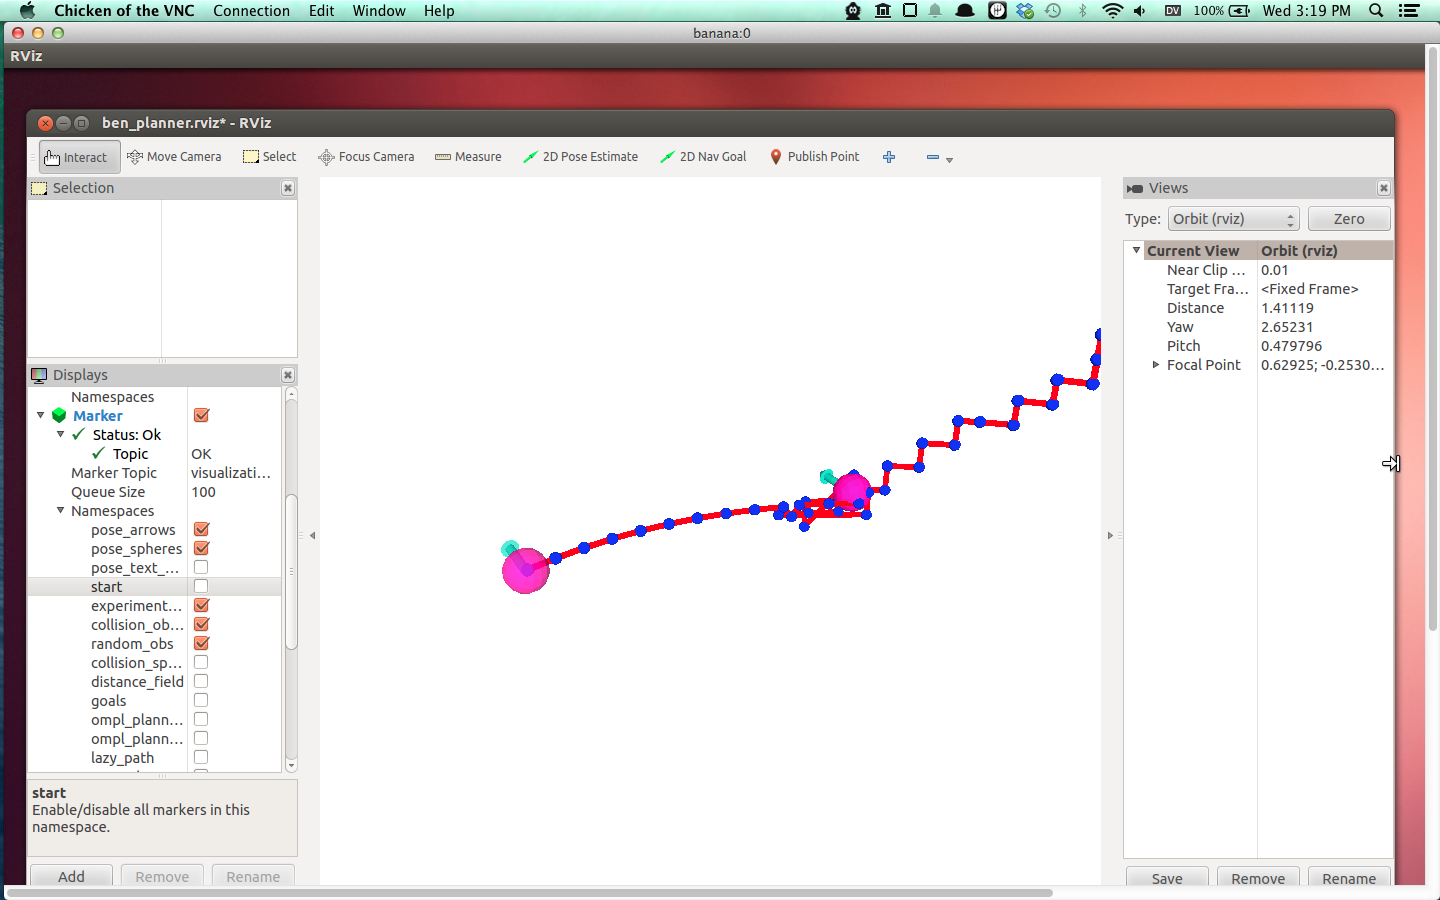 Chicken of the VNC Connection Edit Window Help DV 100% Wed 3:19 PM
banana:0
RViz
ben_planner.rviz* - RViz
Interact Move Camera Select Focus Camera Measure 2D Pose Estimate 2D Nav Goal Publish Point
Selection
Displays
Namespaces
Marker
Status: Ok
Topic OK
Marker Topic visualizati...
Queue Size 100
Namespaces
pose_arrows
pose_spheres
pose_text_...
start
experiment...
collision_ob...
random_obs
collision_sp...
distance_field
goals
ompl_plann...
ompl_plann...
lazy_path
start
Enable/disable all markers in this
namespace.
Add Remove Rename
Views
Type: Orbit (rviz) Zero
Current View Orbit (rviz)
Near Clip ... 0.01
Target Fra... <Fixed Frame>
Distance 1.41119
Yaw 2.65231
Pitch 0.479796
Focal Point 0.62925; -0.2530...
Save Remove Rename